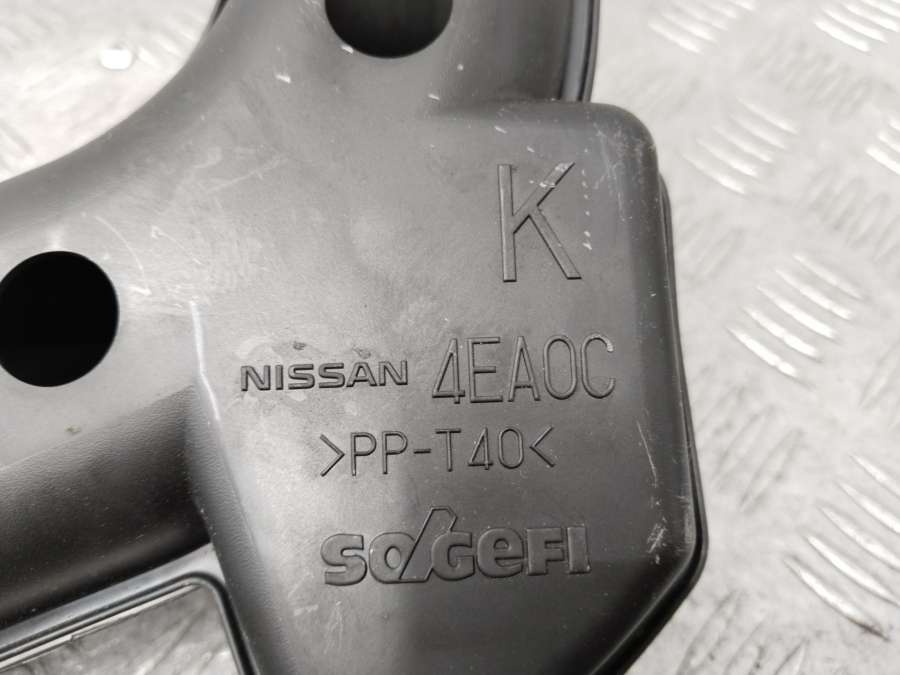 K
NISSAN 4EA0C
>PP-T40<
SOGEFI